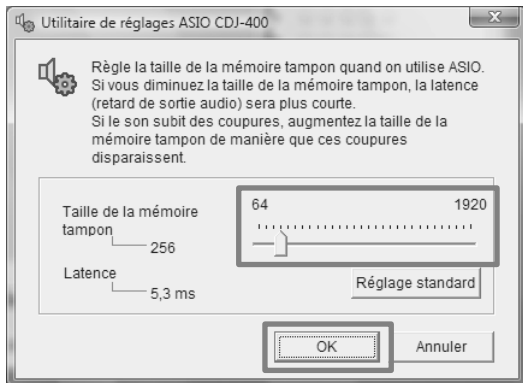 Utilitaire de réglages ASIO CDJ-400
Règle la taille de la mémoire tampon quand on utilise ASIO.
Si vous diminuez la taille de la mémoire tampon, la latence
(retard de sortie audio) sera plus courte.
Si le son subit des coupures, augmentez la taille de la
mémoire tampon de manière que ces coupures
disparaissent.
Taille de la mémoire
tampon
256
64 1920
Latence
5,3 ms
Réglage standard
OK Annuler